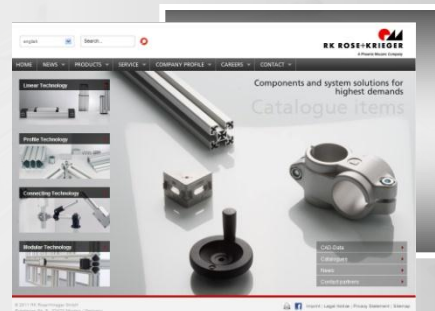 english
Search...
RK ROSE+KRIEGER
A Phoenix Mecano Company
HOME NEWS PRODUCTS SERVICE COMPANY PROFILE CAREERS CONTACT
Linear Technology
Components and system solutions for
highest demands
Catalogue items
Profile Technology
Connecting Technology
Modular Technology
CAD-Data
Catalogues
News
Contact partners
Imprint | Legal Notice | Privacy Statement | Sitemap